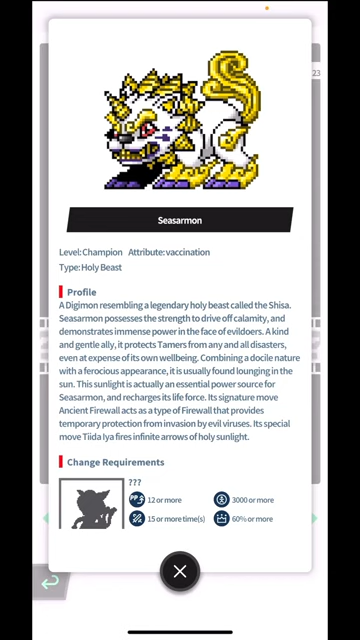 23
Seasarmon
Level: Champion Attribute: vaccination
Type: Holy Beast
Profile
A Digimon resembling a legendary holy beast called the Shisa.
Seasarmon possesses the strength to drive off calamity, and
demonstrates immense power in the face of evildoers. A kind
and gentle ally, it protects Tamers from any and all disasters,
even at expense of its own wellbeing. Combining a docile nature
with a ferocious appearance, it is usually found lounging in the
sun. This sunlight is actually an essential power source for
Seasarmon, and recharges its life force. Its signature move
Ancient Firewall acts as a type of Firewall that provides
temporary protection from invasion by evil viruses. Its special
move Tiida Iya fires infinite arrows of holy sunlight.
Change Requirements
???
PP 12 or more 3000 or more
15 or more time(s) 60% or more